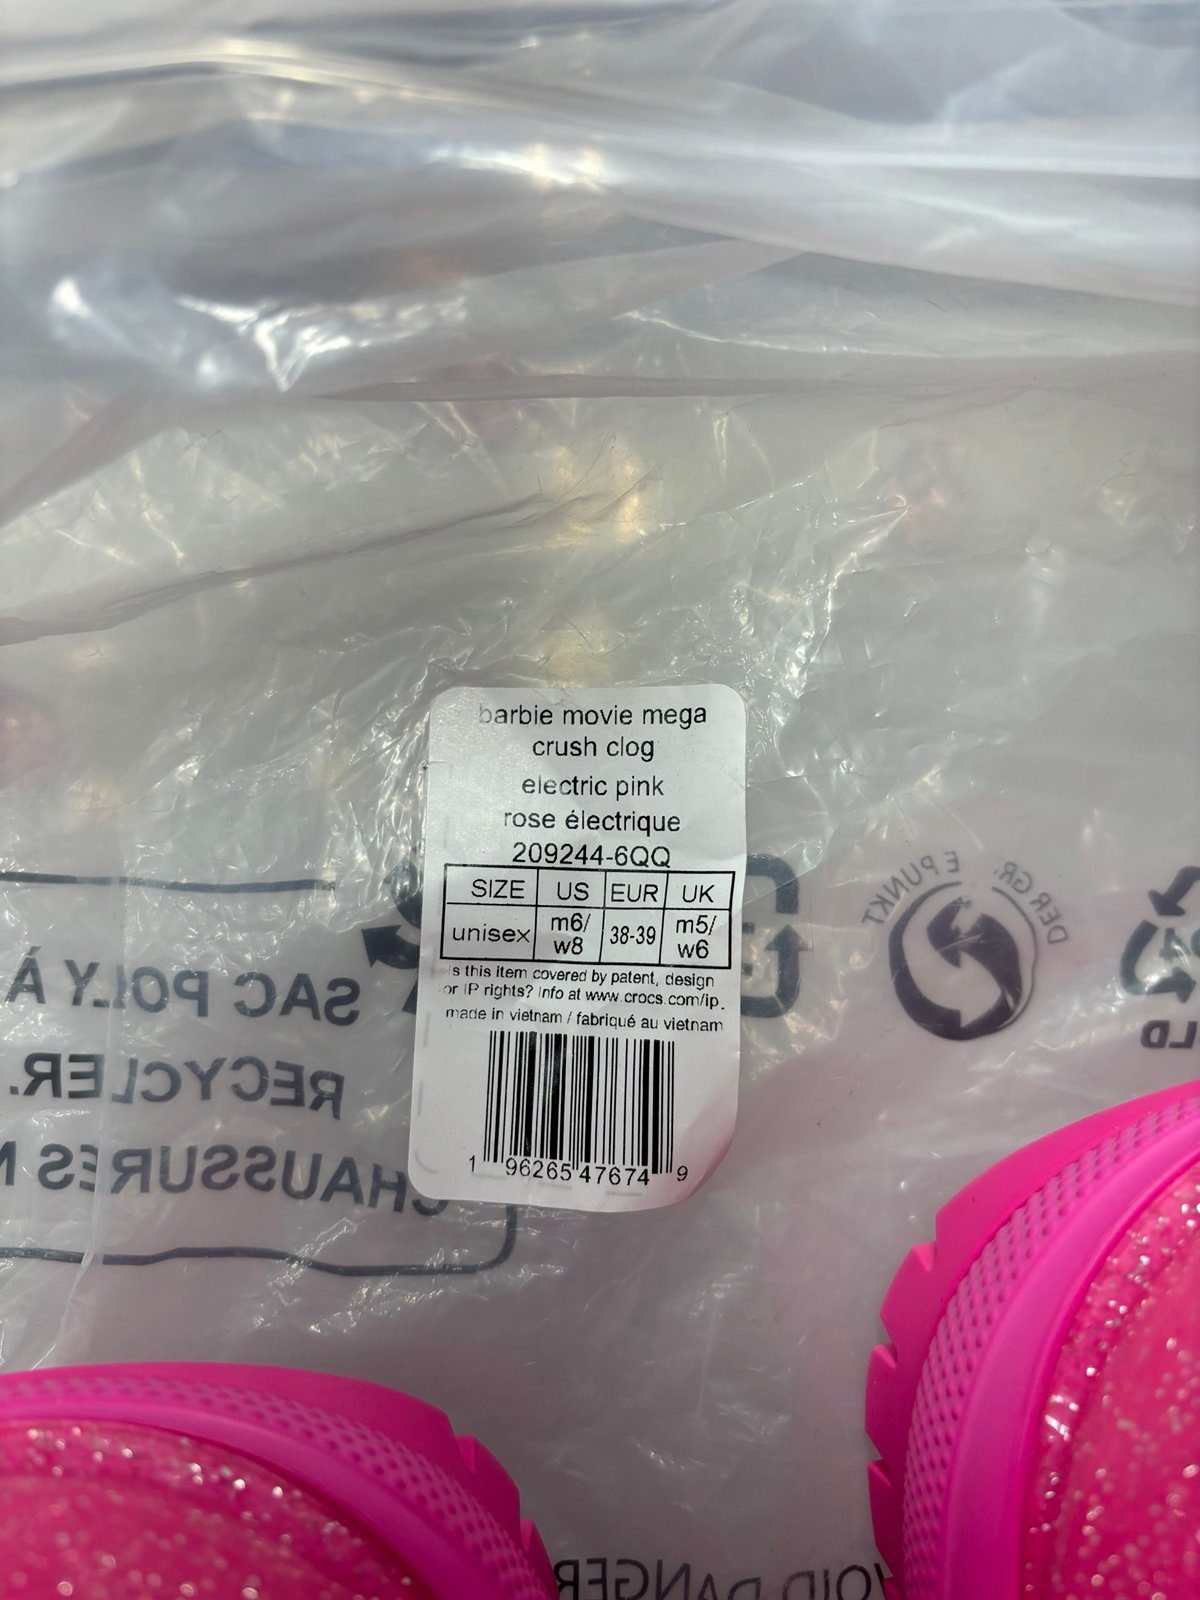 barbie movie mega
crush clog
electric pink
rose électrique
209244-6QQ
SIZE US EUR UK
unisex m6/ w8 38-39 m5/ w6
Is this item covered by patent, design
or IP rights? Info at www.crocs.com/ip.
made in vietnam / fabriqué au vietnam
1 96265 47674 9
DER GR. E PUNKT
SAC POLY À
RECYCLER.
CHAUSSURES
DANGER